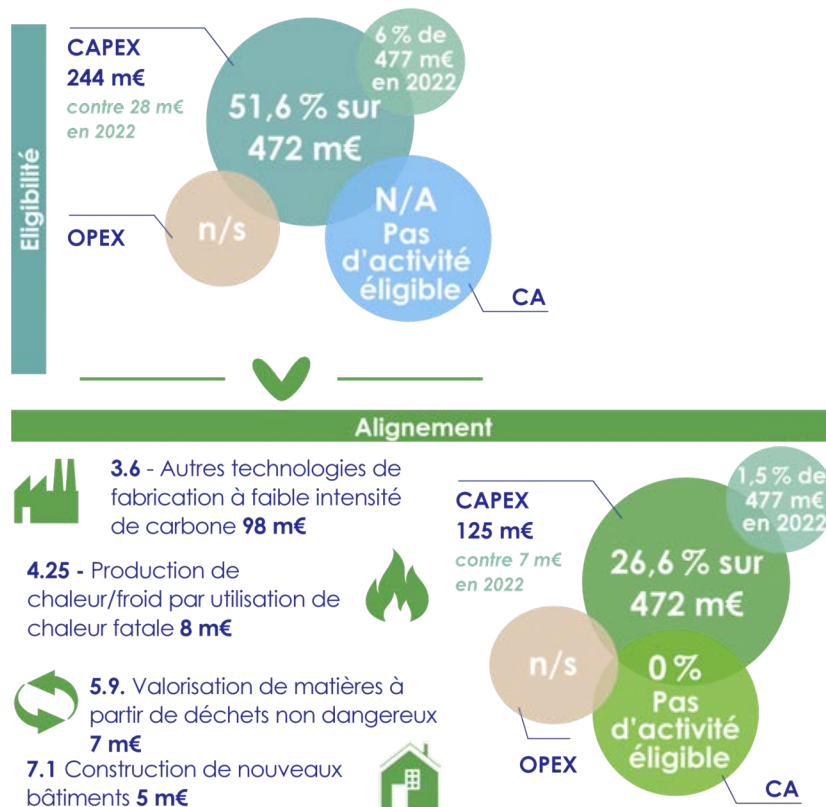 Eligibilité
CAPEX
244 m€
contre 28 m€
en 2022
51,6 % sur
472 m€
6 % de
477 m€
en 2022
OPEX
n/s
N/A
Pas
d’activité
éligible
CA
Alignement
3.6 - Autres technologies de
fabrication à faible intensité
de carbone 98 m€
4.25 - Production de
chaleur/froid par utilisation de
chaleur fatale 8 m€
5.9. Valorisation de matières à
partir de déchets non dangereux
7 m€
7.1 Construction de nouveaux
bâtiments 5 m€
CAPEX
125 m€
contre 7 m€
en 2022
26,6 % sur
472 m€
1,5 % de
477 m€
en 2022
n/s
OPEX
0 %
Pas
d’activité
éligible
CA